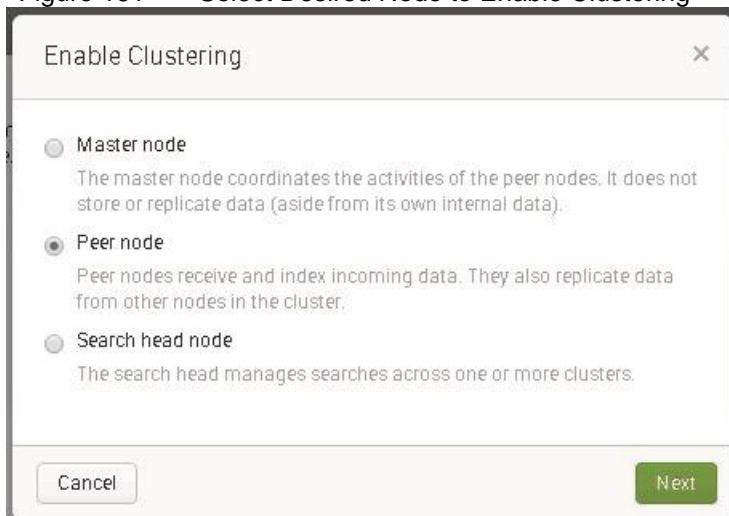 Select Desired Node to Enable Clustering
Enable Clustering
×
Master node
The master node coordinates the activities of the peer nodes. It does not
store or replicate data (aside from its own internal data).
Peer node
Peer nodes receive and index incoming data. They also replicate data
from other nodes in the cluster.
Search head node
The search head manages searches across one or more clusters.
Cancel
Next